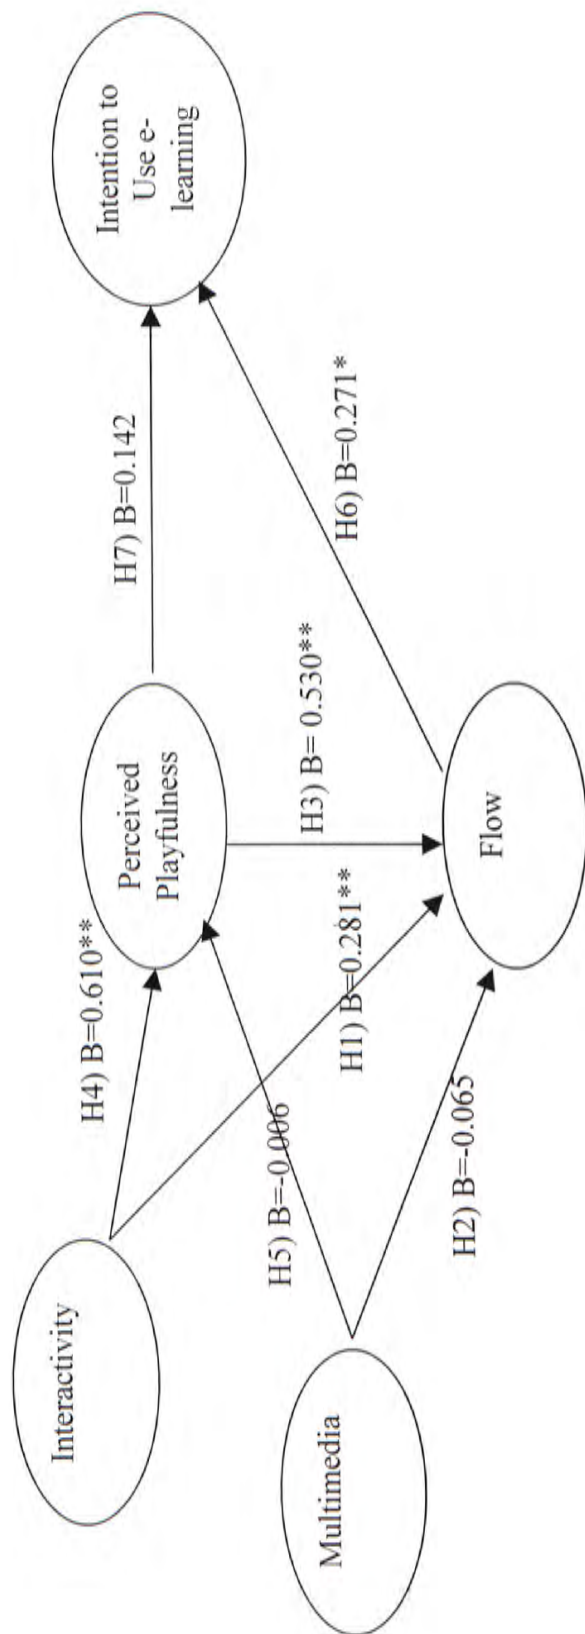 Interactivity
Multimedia
H4) B=0.610**
H5) B=-0.006
H1) B=0.281**
H2) B=-0.065
Perceived
Playfulness
H3) B= 0.530**
Flow
H7) B=0.142
H6) B=0.271*
Intention to
Use e-
learning